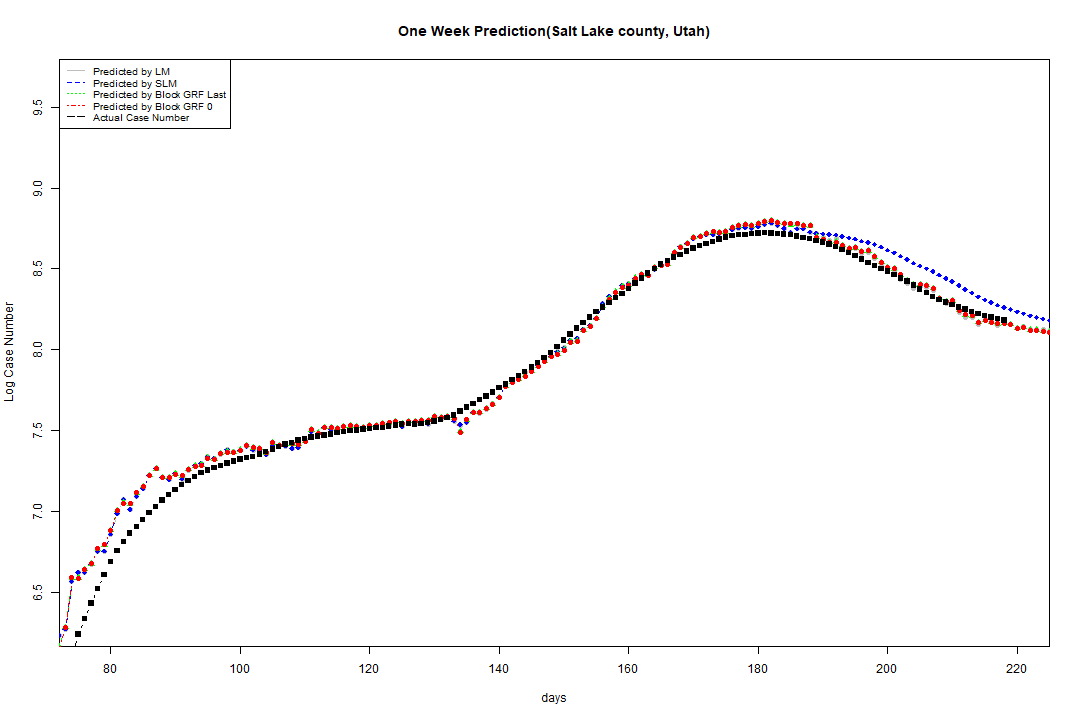 One Week Prediction(Salt Lake county, Utah)
Predicted by LM
Predicted by SLM
Predicted by Block GRF Last
Predicted by Block GRF 0
Actual Case Number
Log Case Number
9.5
9.0
8.5
8.0
7.5
7.0
6.5
80 100 120 140 160 180 200 220
days